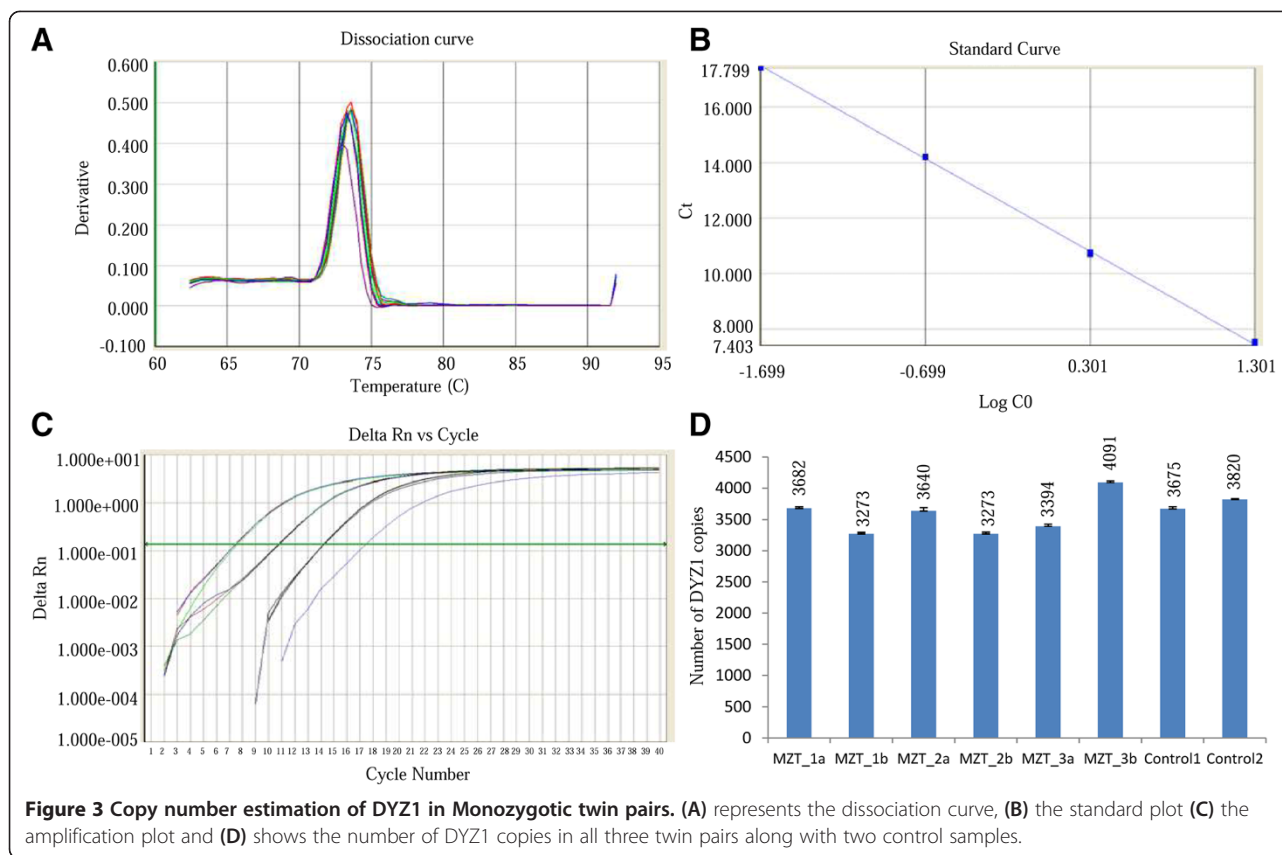 A
Dissociation curve
0.600
0.500
0.400
0.300
0.200
0.100
0.000
-0.100
Derivative
60 65 70 75 80 85 90 95
Temperature (C)
B
Standard Curve
17.799
16.000
14.000
12.000
10.000
8.000
7.403
Ct
-1.699 -0.699 0.301 1.301
Log C0
C
Delta Rn vs Cycle
1.000e+001
1.000e+000
1.000e-001
1.000e-002
1.000e-003
1.000e-004
1.000e-005
Delta Rn
1 2 3 4 5 6 7 8 9 10 11 12 13 14 15 16 17 18 19 20 21 22 23 24 25 26 27 28 29 30 31 32 33 34 35 36 37 38 39 40
Cycle Number
D
4500
4000
3500
3000
2500
2000
1500
1000
500
0
Number of DYZ1 copies
3682 3273 3640 3273 3394 4091 3675 3820
MZT_1a MZT_1b MZT_2a MZT_2b MZT_3a MZT_3b Control1 Control2
Figure 3 Copy number estimation of DYZ1 in Monozygotic twin pairs. (A) represents the dissociation curve, (B) the standard plot (C) the
amplification plot and (D) shows the number of DYZ1 copies in all three twin pairs along with two control samples.